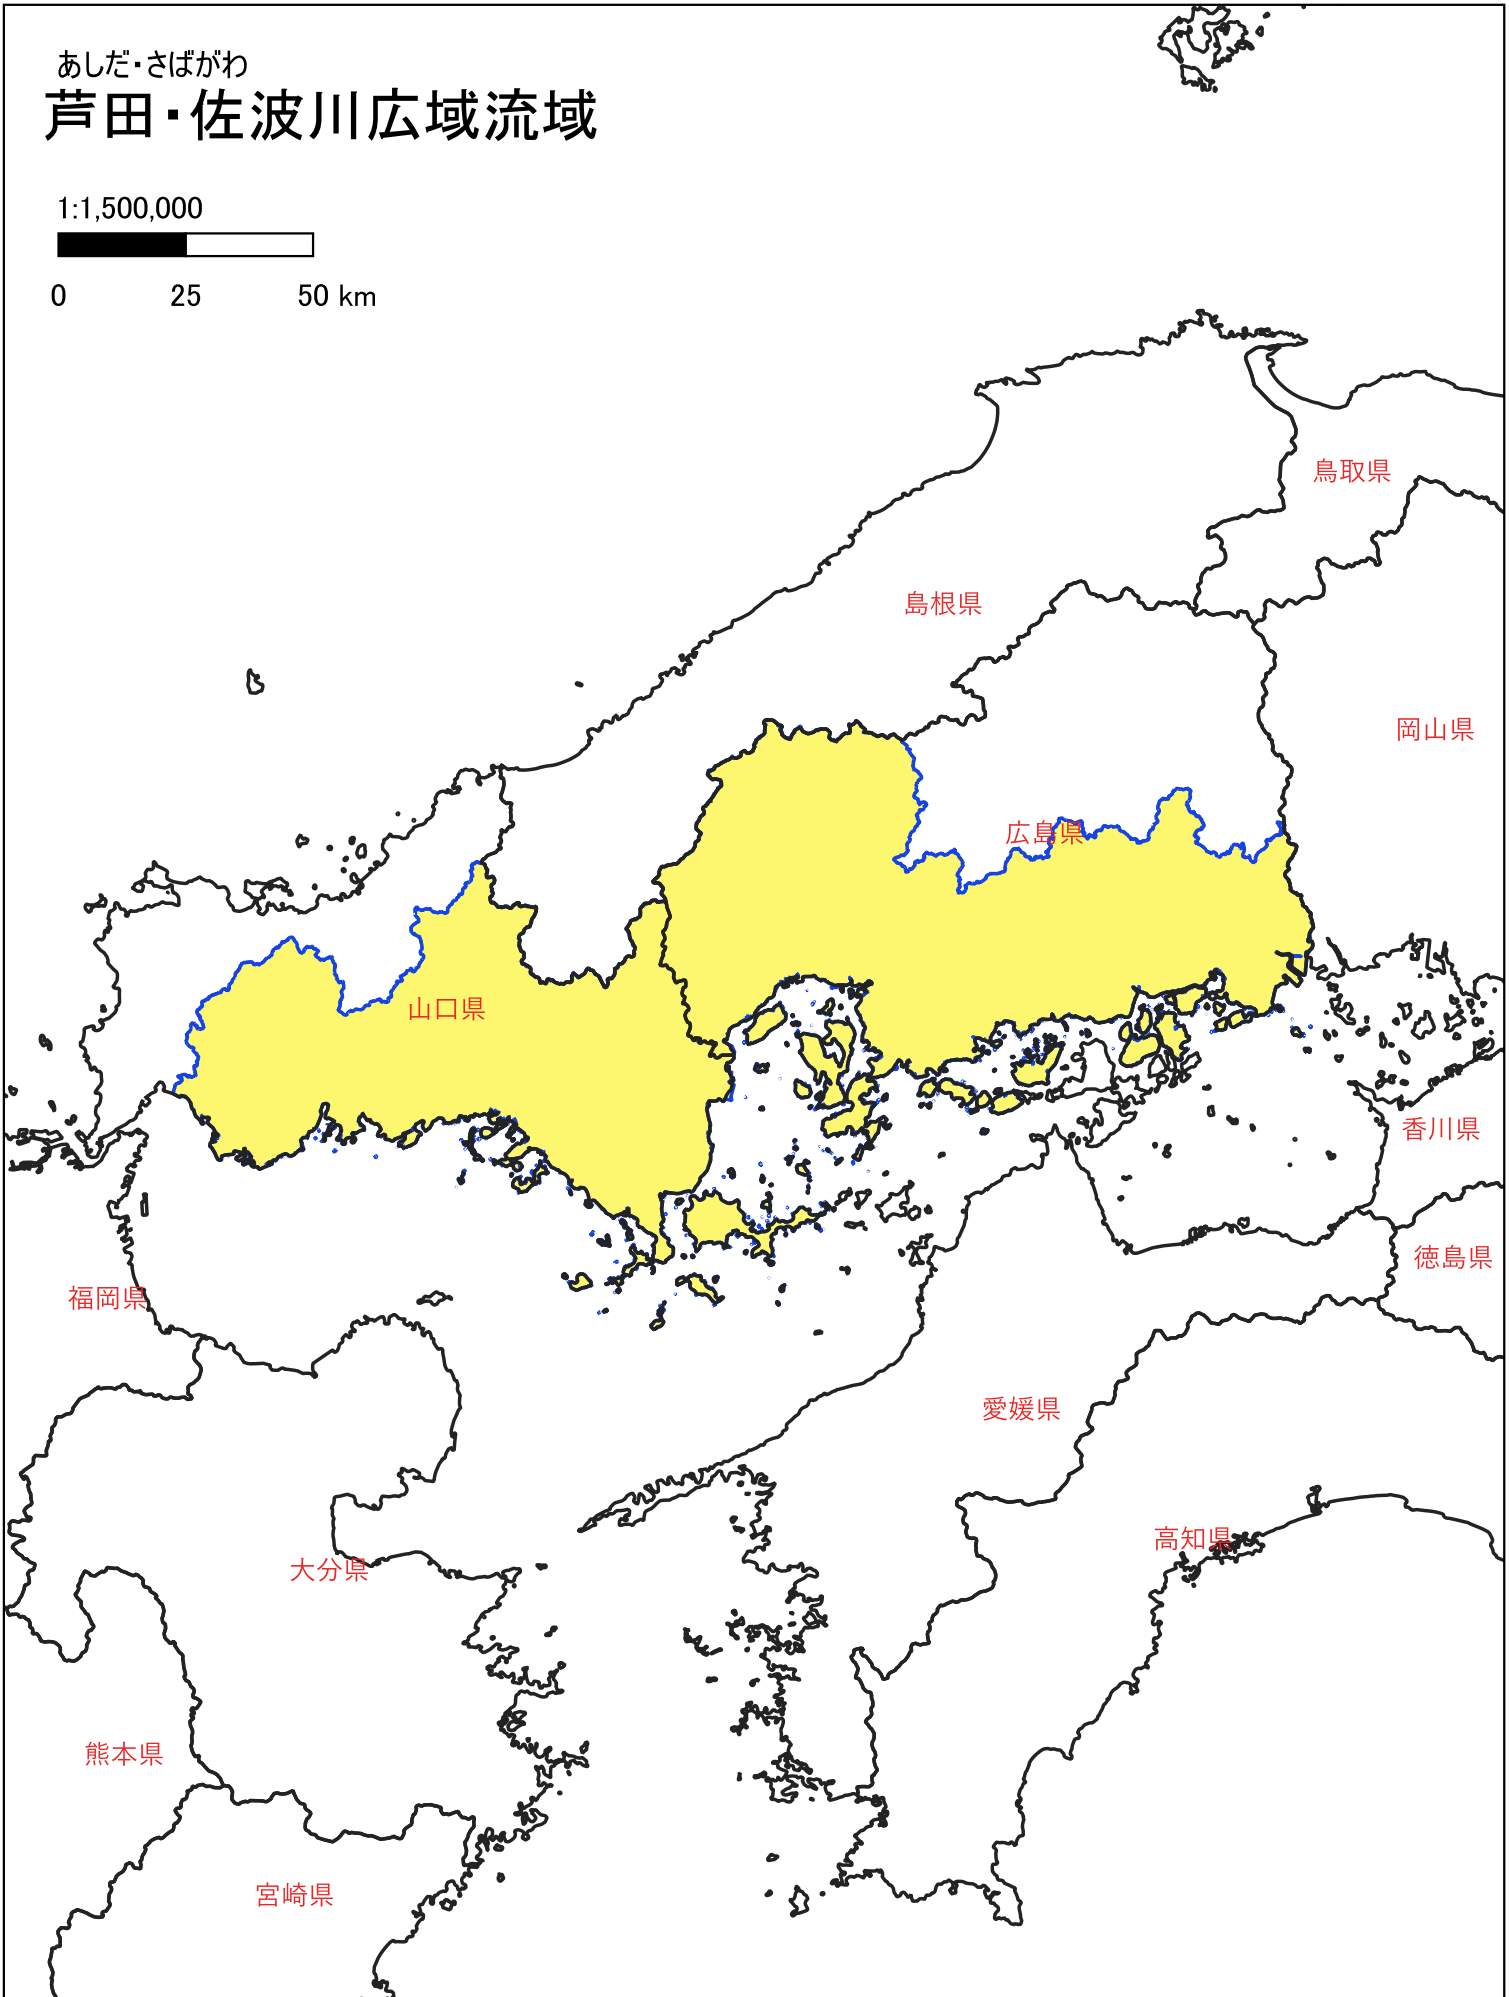 あしだ・さばがわ
芦田・佐波川広域流域
1:1,500,000
0 25 50 km
鳥取県
島根県
岡山県
広島県
山口県
香川県
徳島県
福岡県
愛媛県
高知県
大分県
熊本県
宮崎県